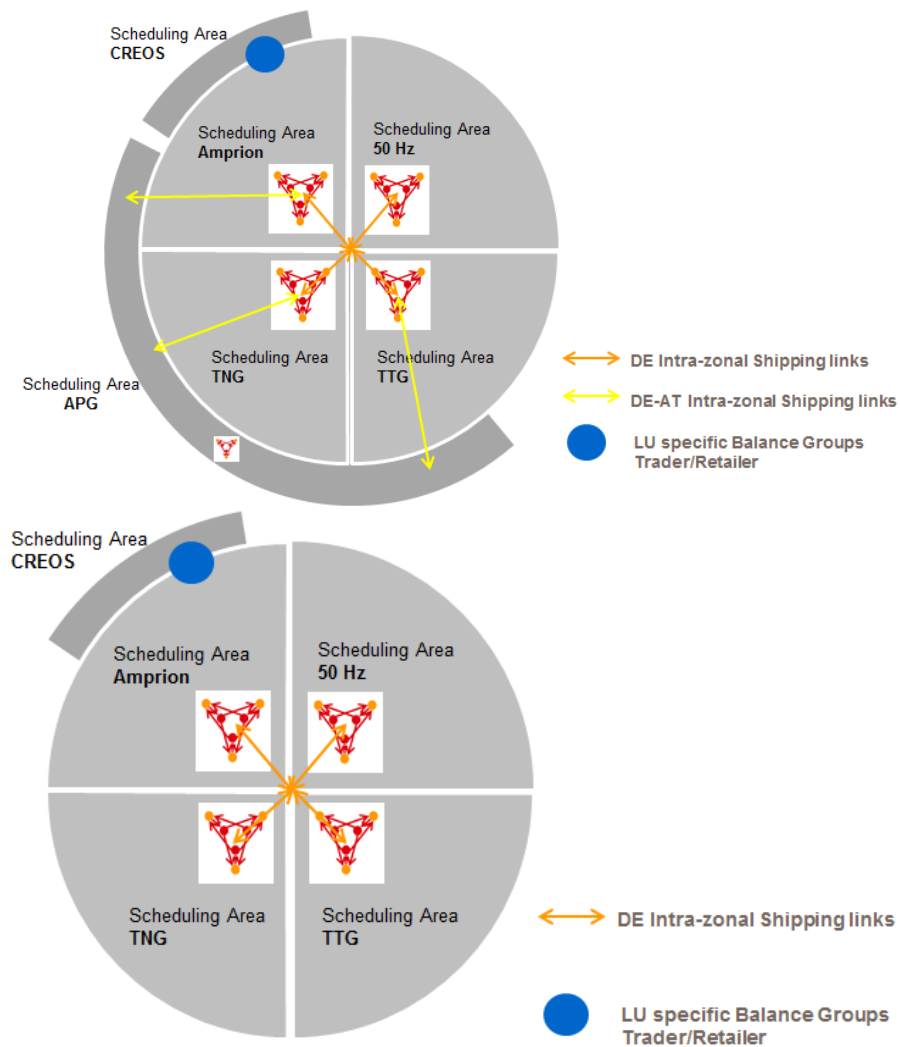 Scheduling Area
CREOS
Scheduling Area
Amprion
Scheduling Area
50 Hz
Scheduling Area
TNG
Scheduling Area
TTG
Scheduling Area
APG
DE Intra-zonal Shipping links
DE-AT Intra-zonal Shipping links
LU specific Balance Groups
Trader/Retailer
Scheduling Area
CREOS
Scheduling Area
Amprion
Scheduling Area
50 Hz
Scheduling Area
TNG
Scheduling Area
TTG
DE Intra-zonal Shipping links
LU specific Balance Groups
Trader/Retailer